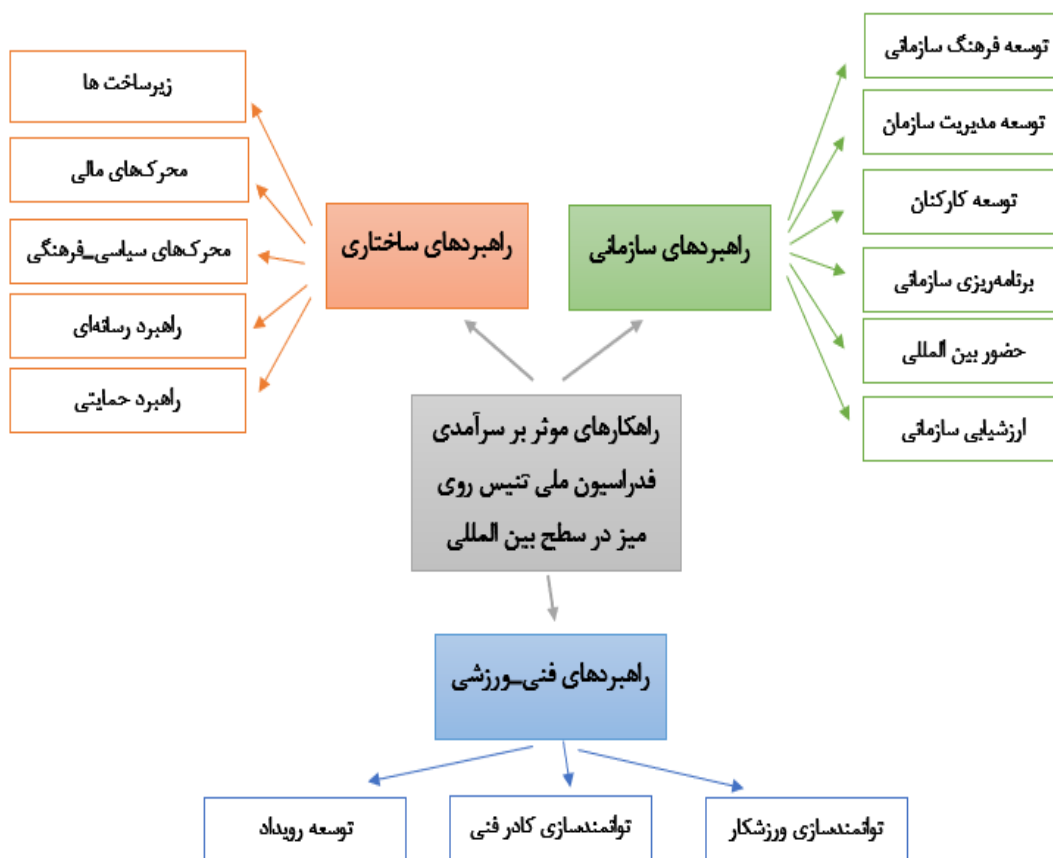 توسعه فرهنگ سازمانی
توسعه مدیریت سازمان
توسعه کارکنان
برنامه‌ریزی سازمانی
حضور بین المللی
ارزشیابی سازمانی
راهبردهای سازمانی
راهبردهای ساختاری
زیرساخت ها
محرک‌های مالی
محرک‌های سیاسی_فرهنگی
راهبرد رسانه‌ای
راهبرد حمایتی
راهکارهای موثر بر سرآمدی
فدراسیون ملی تنیس روی
میز در سطح بین المللی
راهبردهای فنی_ورزشی
توانمندسازی ورزشکار
توانمندسازی کادر فنی
توسعه رویداد